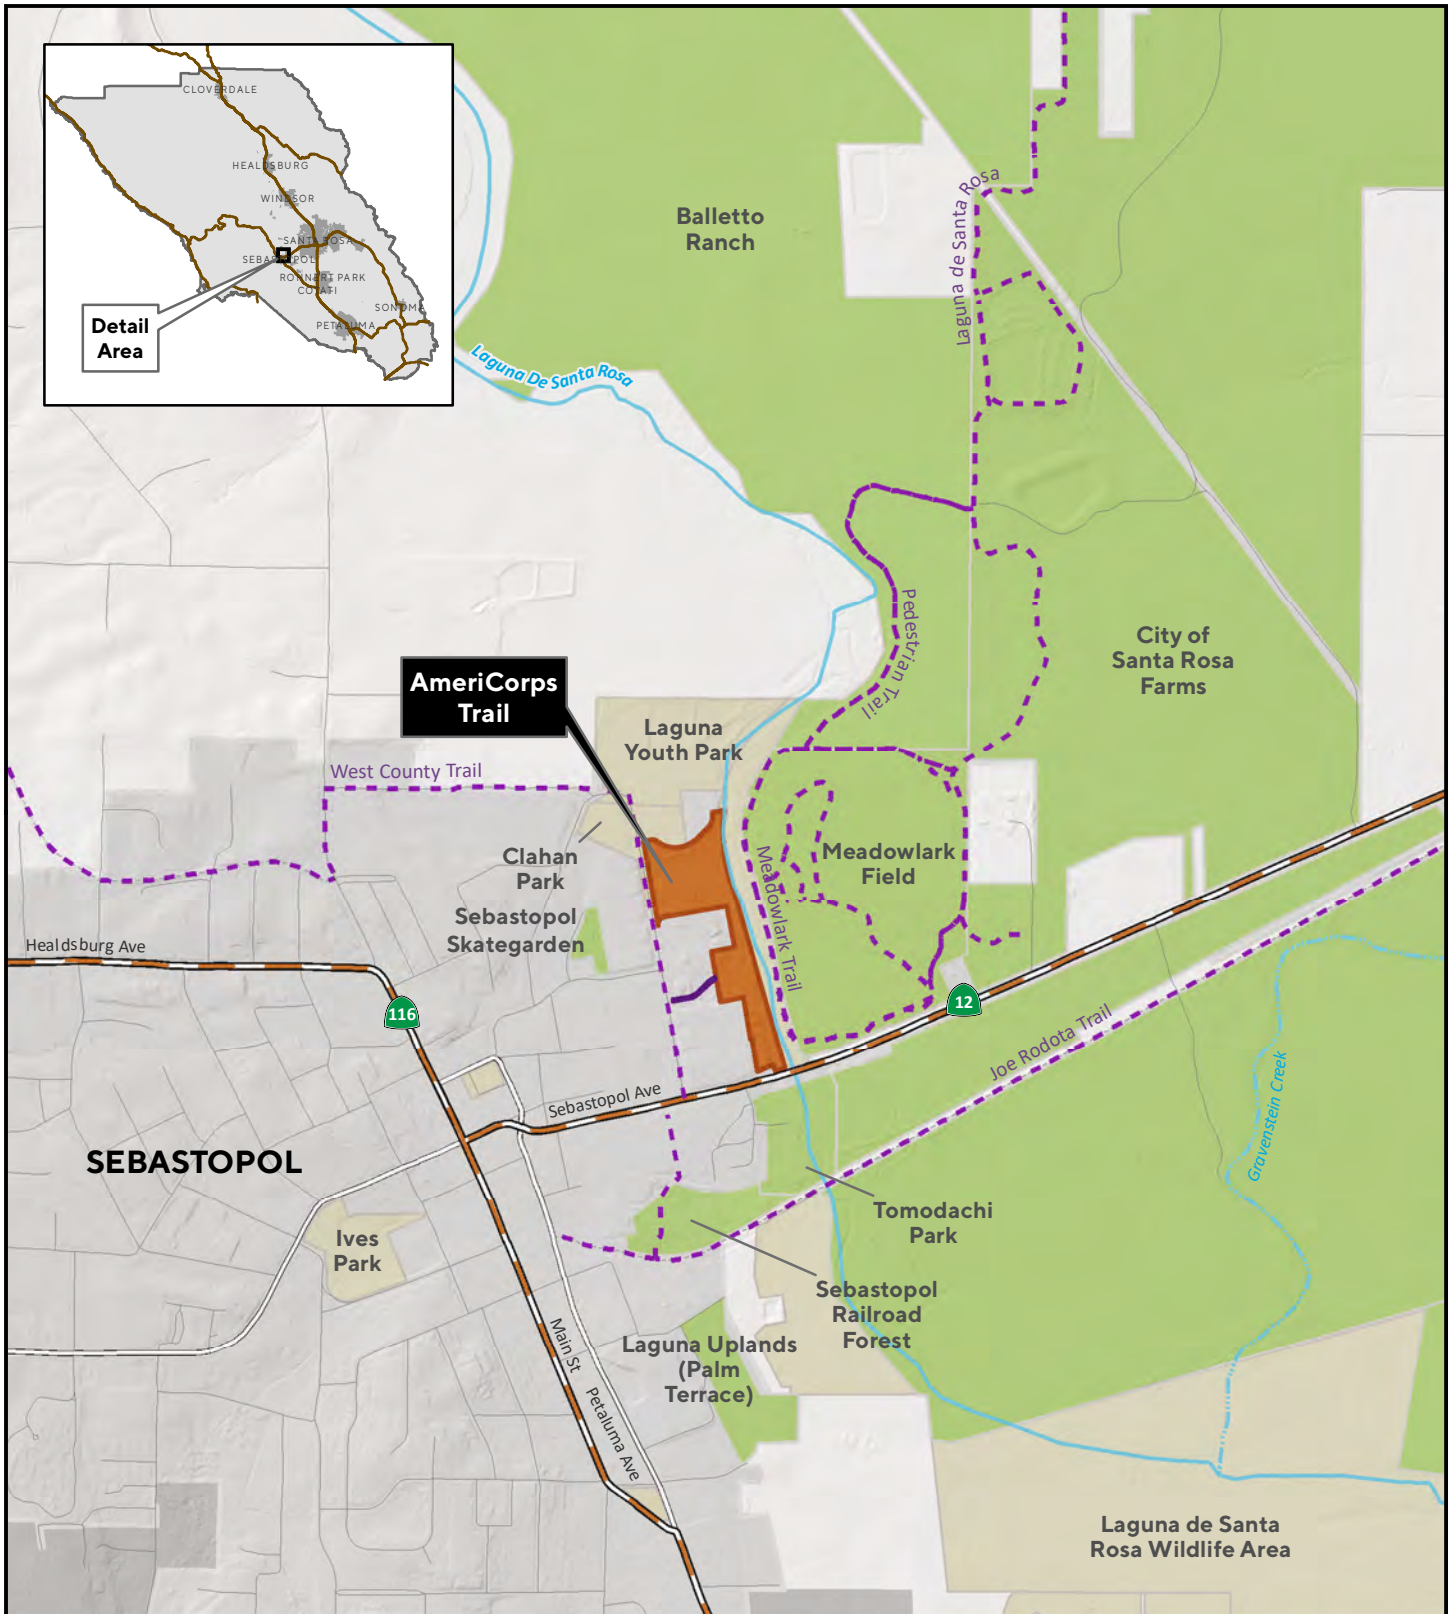 CLOVERDALE
HEALDSBURG
WINDSOR
SANTA ROSA
SEBASTOPOL
ROHNERT PARK
COTATI
SONOMA
PETALUMA
Detail
Area
Balletto
Ranch
Laguna de Santa Rosa
Laguna De Santa Rosa
Pedestrian Trail
City of
Santa Rosa
Farms
AmeriCorps
Trail
Laguna
Youth Park
West County Trail
Clahan
Park
Meadowlark
Field
Meadowlark Trail
Sebastopol
Skategarden
Healdsburg Ave
116
12
Joe Rodota Trail
Sebastopol Ave
Gravenstein Creek
SEBASTOPOL
Tomodachi
Park
Ives
Park
Sebastopol
Railroad
Forest
Main St
Laguna Uplands
(Palm
Terrace)
Petaluma Ave
Laguna de Santa
Rosa Wildlife Area